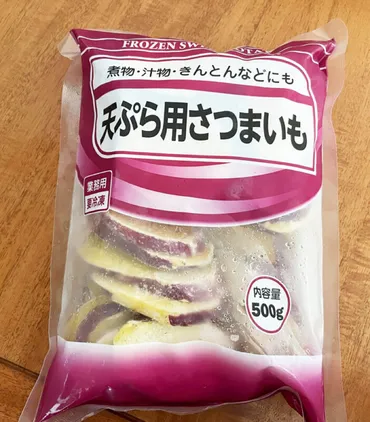 FROZEN SWEET POTA
煮物・汁物・きんとんなどにも
天ぷら用さつまいも
業務用
要冷凍
内容量
500g